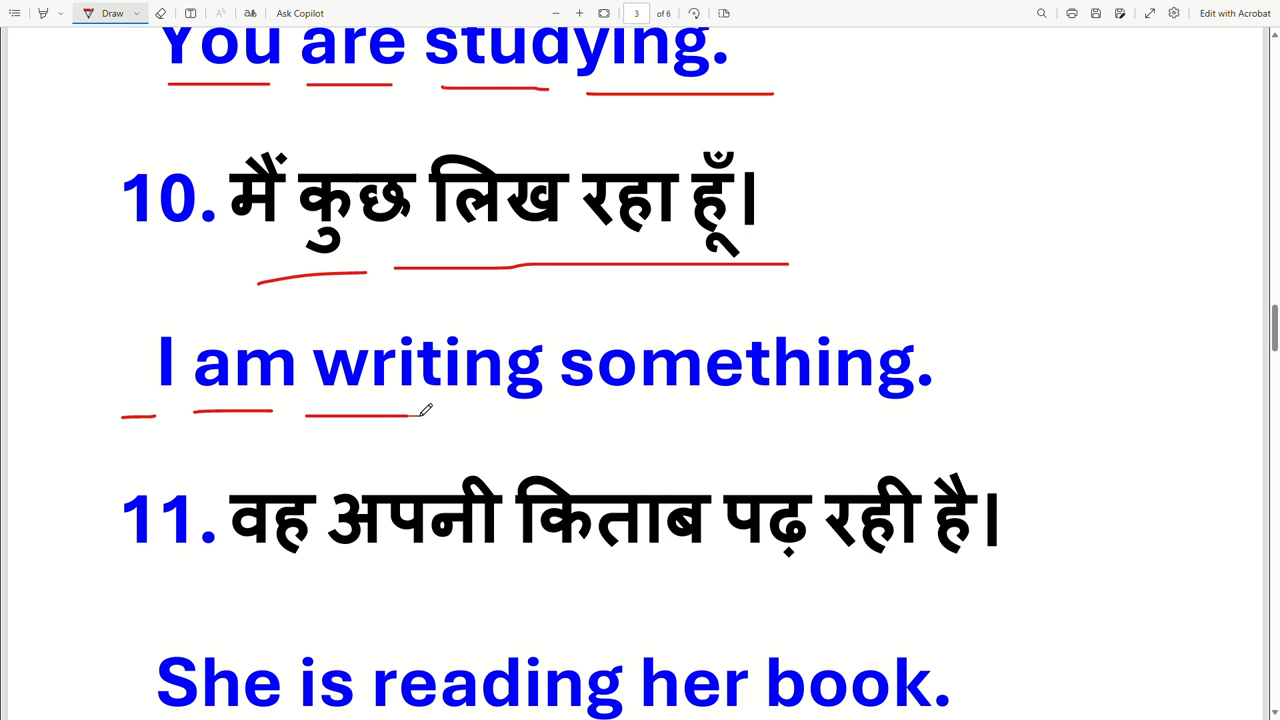 Draw
Ask Copilot
3 of 6
Edit with Acrobat
You are studying.
10. मैं कुछ लिख रहा हूँ।
I am writing something.
11. वह अपनी किताब पढ़ रही है।
She is reading her book.